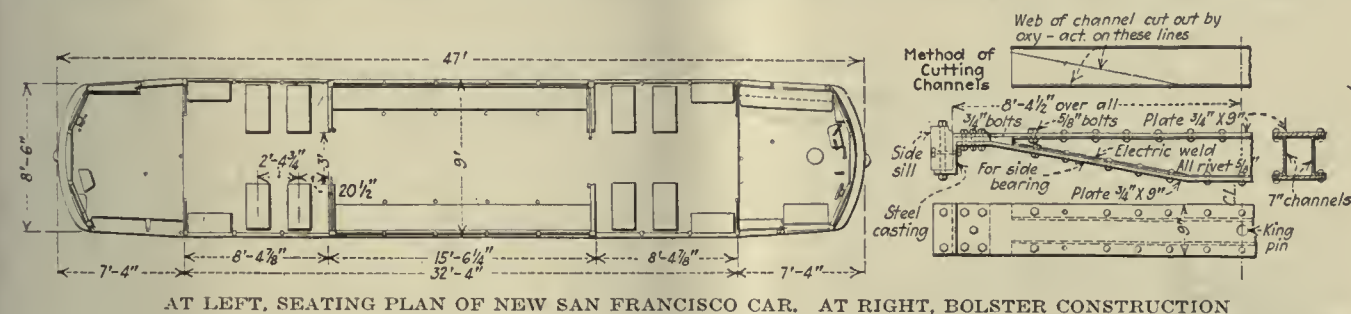 47'
8'-6"
2'-4¾"
3'
20½"
9'
8'-4⅞"
15'-6¼"
8'-4⅞"
7'-4"
32'-4"
7'-4"
Web of channel cut out by
oxy-act. on these lines
Method of
Cutting
Channels
8'-4½" over all
¾" bolts
⅝" bolts
Plate ¾" X 9"
Side
sill
Electric weld
For side
bearing
All rivet 5/8"
Plate ¾" X 9"
7" channels
Steel
casting
9"
King
pin
AT LEFT, SEATING PLAN OF NEW SAN FRANCISCO CAR. AT RIGHT, BOLSTER CONSTRUCTION